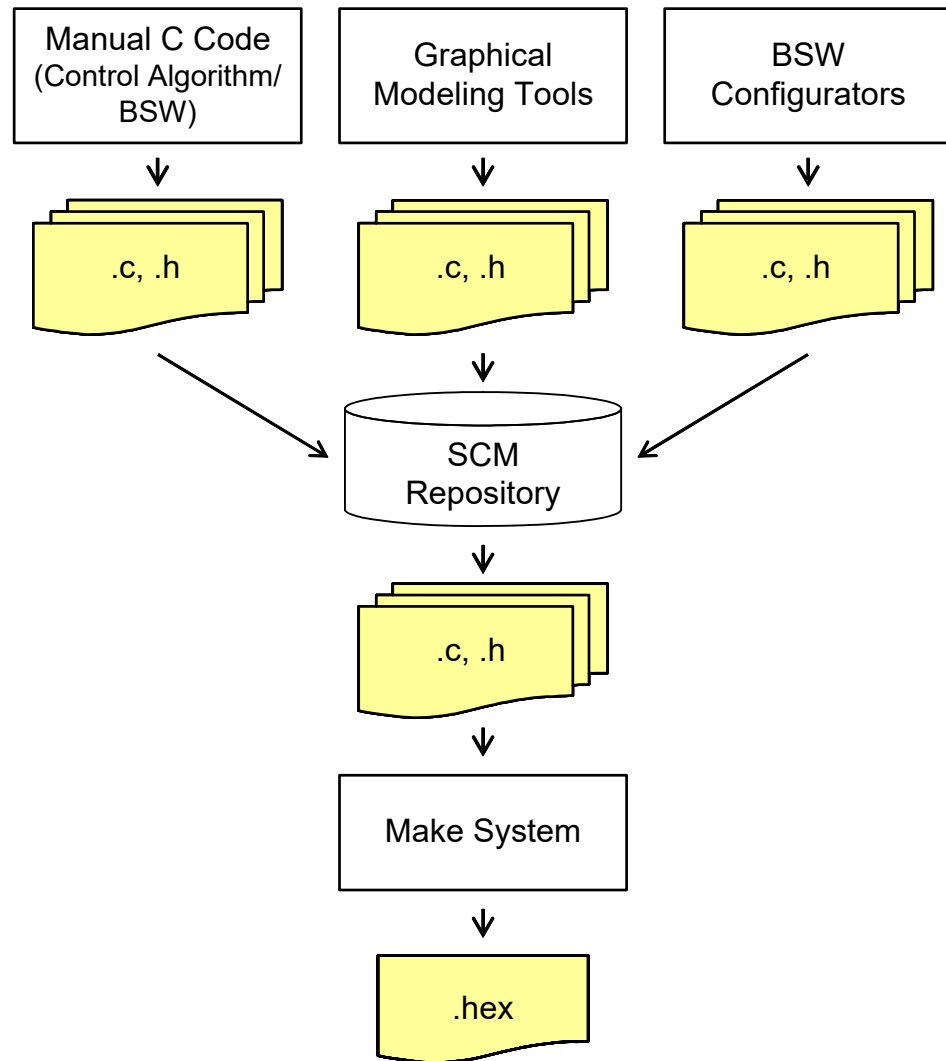 Manual C Code
(Control Algorithm/
BSW)
Graphical
Modeling Tools
BSW
Configurators
.c, .h
.c, .h
.c, .h
SCM
Repository
.c, .h
Make System
.hex